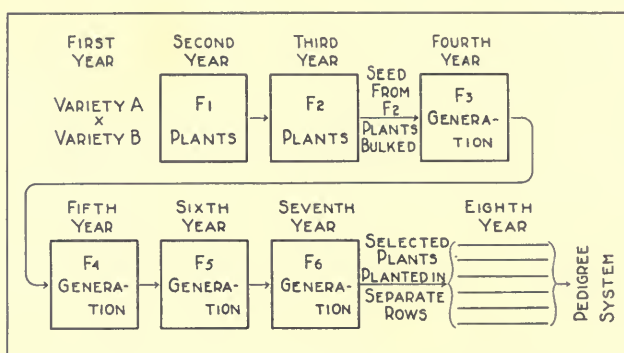 FIRST
YEAR
VARIETY A
x
VARIETY B
SECOND
YEAR
F1
PLANTS
THIRD
YEAR
F2
PLANTS
SEED
FROM
F2
PLANTS
BULKED
FOURTH
YEAR
F3
GENERA-
TION
FIFTH
YEAR
F4
GENERA-
TION
SIXTH
YEAR
F5
GENERA-
TION
SEVENTH
YEAR
F6
GENERA-
TION
SELECTED
PLANTS
PLANTED IN
SEPARATE
ROWS
EIGHTH
YEAR
PEDIGREE
SYSTEM